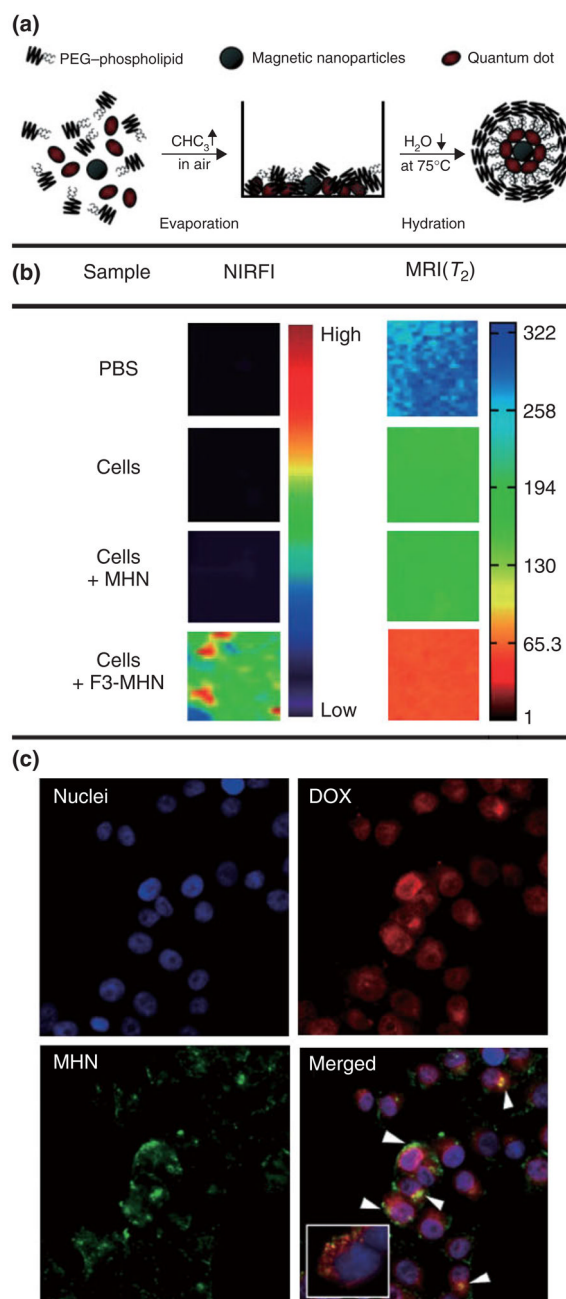 (a)
PEG–phospholipid Magnetic nanoparticles Quantum dot
CHC3
in air
H2O
at 75°C
Evaporation Hydration
(b) Sample NIRFI MRI(T2)
PBS
Cells
Cells
+ MHN
Cells
+ F3-MHN
High
Low
322
258
194
130
65.3
1
(c)
Nuclei
DOX
MHN
Merged